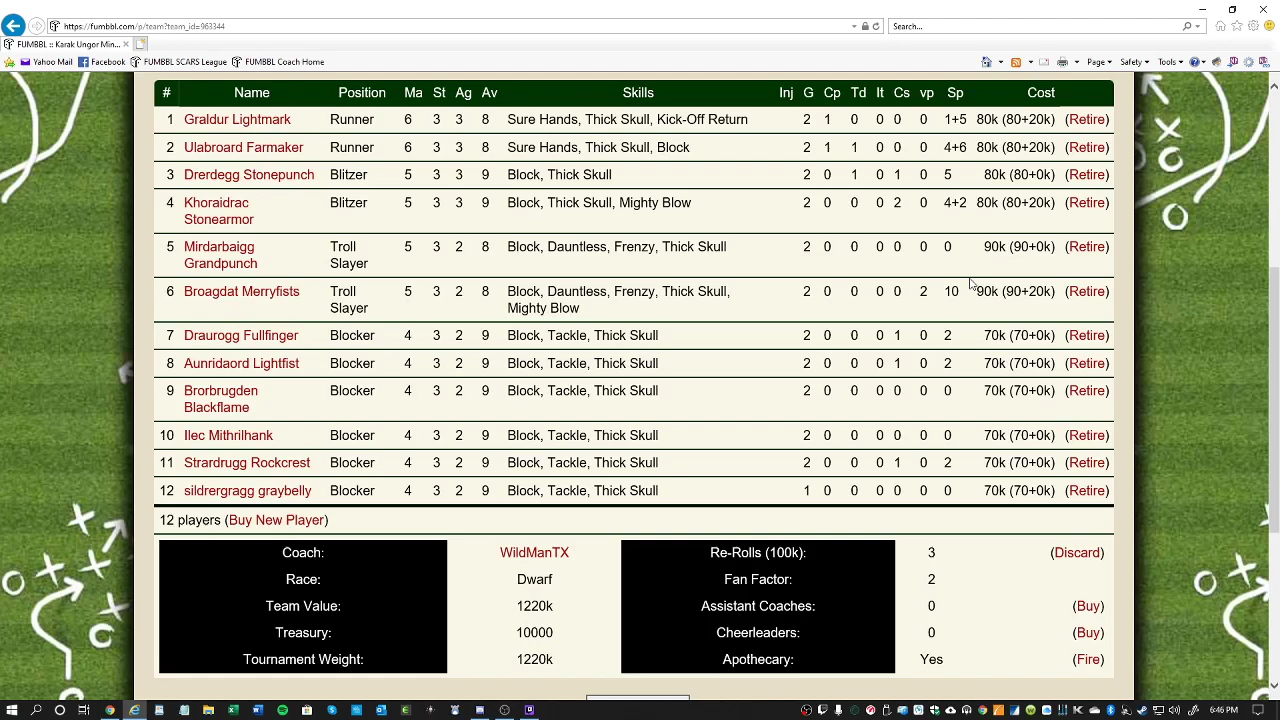 https://fumbbl.com/p/team?team_id=963344
Search...
FUMBBL :: Karak Ungor Min...
Yahoo Mail Facebook FUMBBL SCARS League FUMBBL Coach Home
Page Safety Tools
# Name Position Ma St Ag Av Skills Inj G Cp Td It Cs vp Sp Cost
1 Graldur Lightmark Runner 6 3 3 8 Sure Hands, Thick Skull, Kick-Off Return 2 1 0 0 0 0 1+5 80k (80+20k) (Retire)
2 Ulaboard Farmaker Runner 6 3 3 8 Sure Hands, Thick Skull, Block 2 1 1 0 0 0 4+6 80k (80+20k) (Retire)
3 Drerdegg Stonepunch Blitzer 5 3 3 9 Block, Thick Skull 2 0 1 0 1 0 5 80k (80+0k) (Retire)
4 Khoraidrac Blitzer 5 3 3 9 Block, Thick Skull, Mighty Blow 2 0 0 0 2 0 4+2 80k (80+20k) (Retire)
Stonearmor
5 Mirdarbaigg Troll 5 3 2 8 Block, Dauntless, Frenzy, Thick Skull 2 0 0 0 0 0 0 90k (90+0k) (Retire)
Grandpunch Slayer
6 Broagdat Merryfists Troll 5 3 2 8 Block, Dauntless, Frenzy, Thick Skull, 2 0 0 0 0 2 10 90k (90+20k) (Retire)
Slayer Mighty Blow
7 Draurogg Fullfinger Blocker 4 3 2 9 Block, Tackle, Thick Skull 2 0 0 0 1 0 2 70k (70+0k) (Retire)
8 Aunridaord Lightfist Blocker 4 3 2 9 Block, Tackle, Thick Skull 2 0 0 0 1 0 2 70k (70+0k) (Retire)
9 Brorbrugden Blocker 4 3 2 9 Block, Tackle, Thick Skull 2 0 0 0 0 0 0 70k (70+0k) (Retire)
Blackflame
10 Ilec Mithrilhank Blocker 4 3 2 9 Block, Tackle, Thick Skull 2 0 0 0 0 0 0 70k (70+0k) (Retire)
11 Strardrugg Rockcrest Blocker 4 3 2 9 Block, Tackle, Thick Skull 2 0 0 0 1 0 2 70k (70+0k) (Retire)
12 sildrergragg graybelly Blocker 4 3 2 9 Block, Tackle, Thick Skull 1 0 0 0 0 0 0 70k (70+0k) (Retire)
12 players (Buy New Player)
Coach: WildManTX Re-Rolls (100k): 3 (Discard)
Race: Dwarf Fan Factor: 2
Team Value: 1220k Assistant Coaches: 0 (Buy)
Treasury: 10000 Cheerleaders: 0 (Buy)
Tournament Weight: 1220k Apothecary: Yes (Fire)
6:46 PM